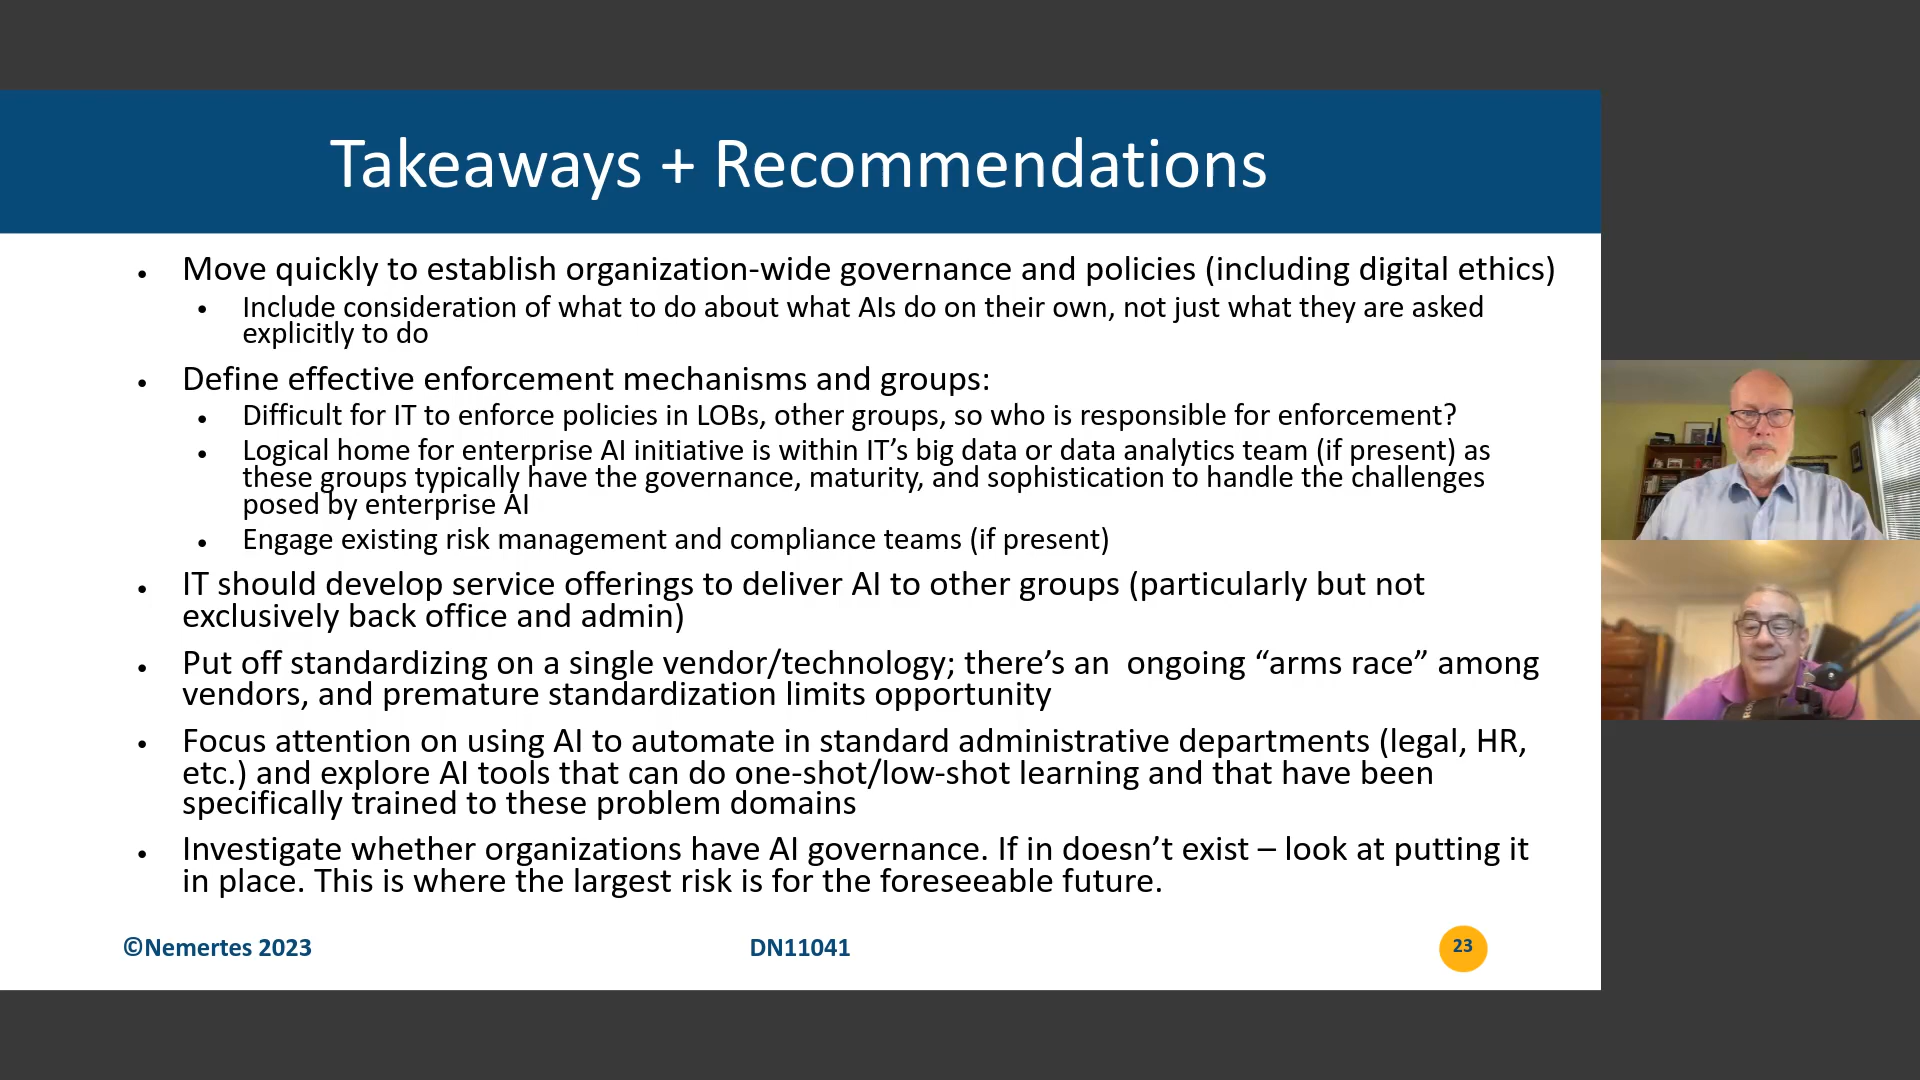 Takeaways + Recommendations
• Move quickly to establish organization-wide governance and policies (including digital ethics)
• Include consideration of what to do about what AIs do on their own, not just what they are asked
explicitly to do
• Define effective enforcement mechanisms and groups:
• Difficult for IT to enforce policies in LOBs, other groups, so who is responsible for enforcement?
• Logical home for enterprise AI initiative is within IT’s big data or data analytics team (if present) as
these groups typically have the governance, maturity, and sophistication to handle the challenges
posed by enterprise AI
• Engage existing risk management and compliance teams (if present)
• IT should develop service offerings to deliver AI to other groups (particularly but not
exclusively back office and admin)
• Put off standardizing on a single vendor/technology; there’s an  ongoing “arms race” among
vendors, and premature standardization limits opportunity
• Focus attention on using AI to automate in standard administrative departments (legal, HR,
etc.) and explore AI tools that can do one-shot/low-shot learning and that have been
specifically trained to these problem domains
• Investigate whether organizations have AI governance. If in doesn’t exist – look at putting it
in place. This is where the largest risk is for the foreseeable future.
©Nemertes 2023
DN11041
23